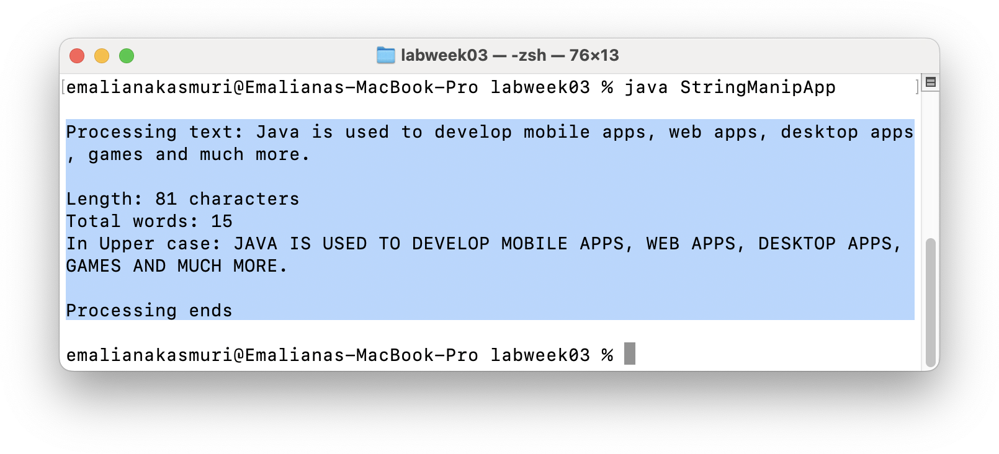 labweek03 — -zsh — 76×13
[emalianakasmuri@Emalianas-MacBook-Pro labweek03 % java StringManipApp ]
Processing text: Java is used to develop mobile apps, web apps, desktop apps
, games and much more.
Length: 81 characters
Total words: 15
In Upper case: JAVA IS USED TO DEVELOP MOBILE APPS, WEB APPS, DESKTOP APPS,
GAMES AND MUCH MORE.
Processing ends
emalianakasmuri@Emalianas-MacBook-Pro labweek03 %